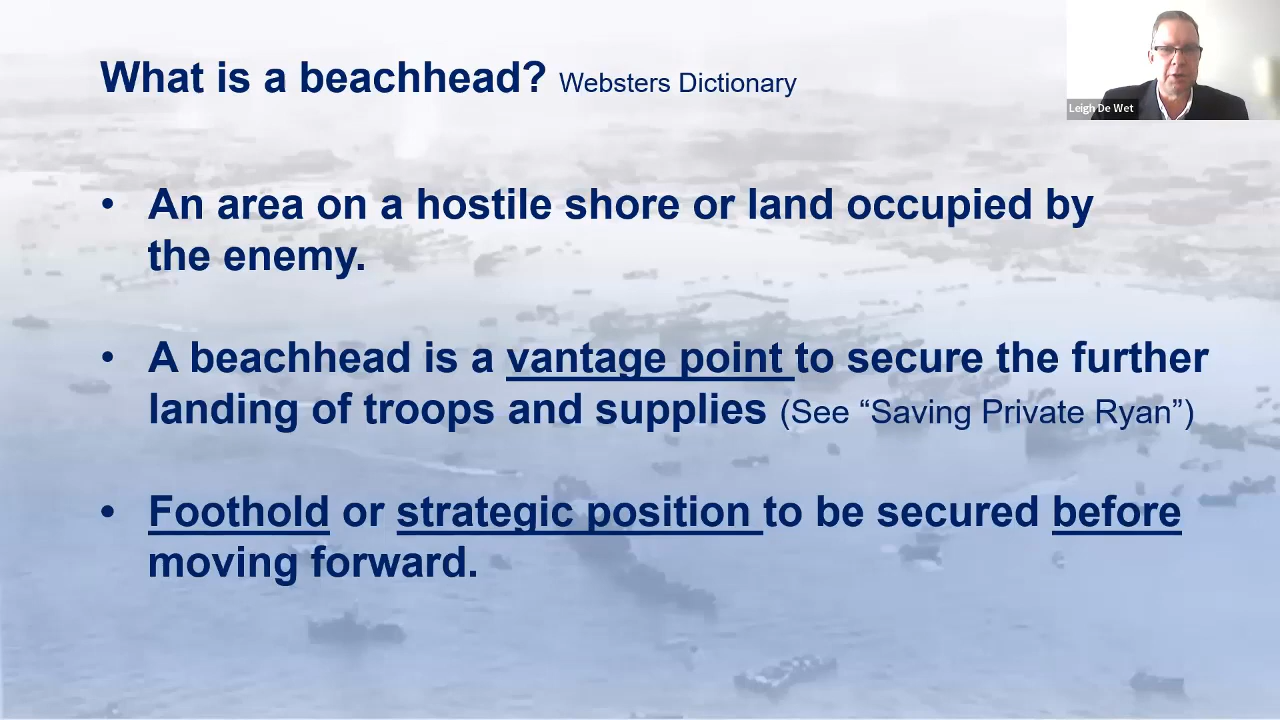 What is a beachhead? Websters Dictionary
Leigh De Wet
• An area on a hostile shore or land occupied by
the enemy.
• A beachhead is a vantage point to secure the further
landing of troops and supplies (See “Saving Private Ryan”)
• Foothold or strategic position to be secured before
moving forward.